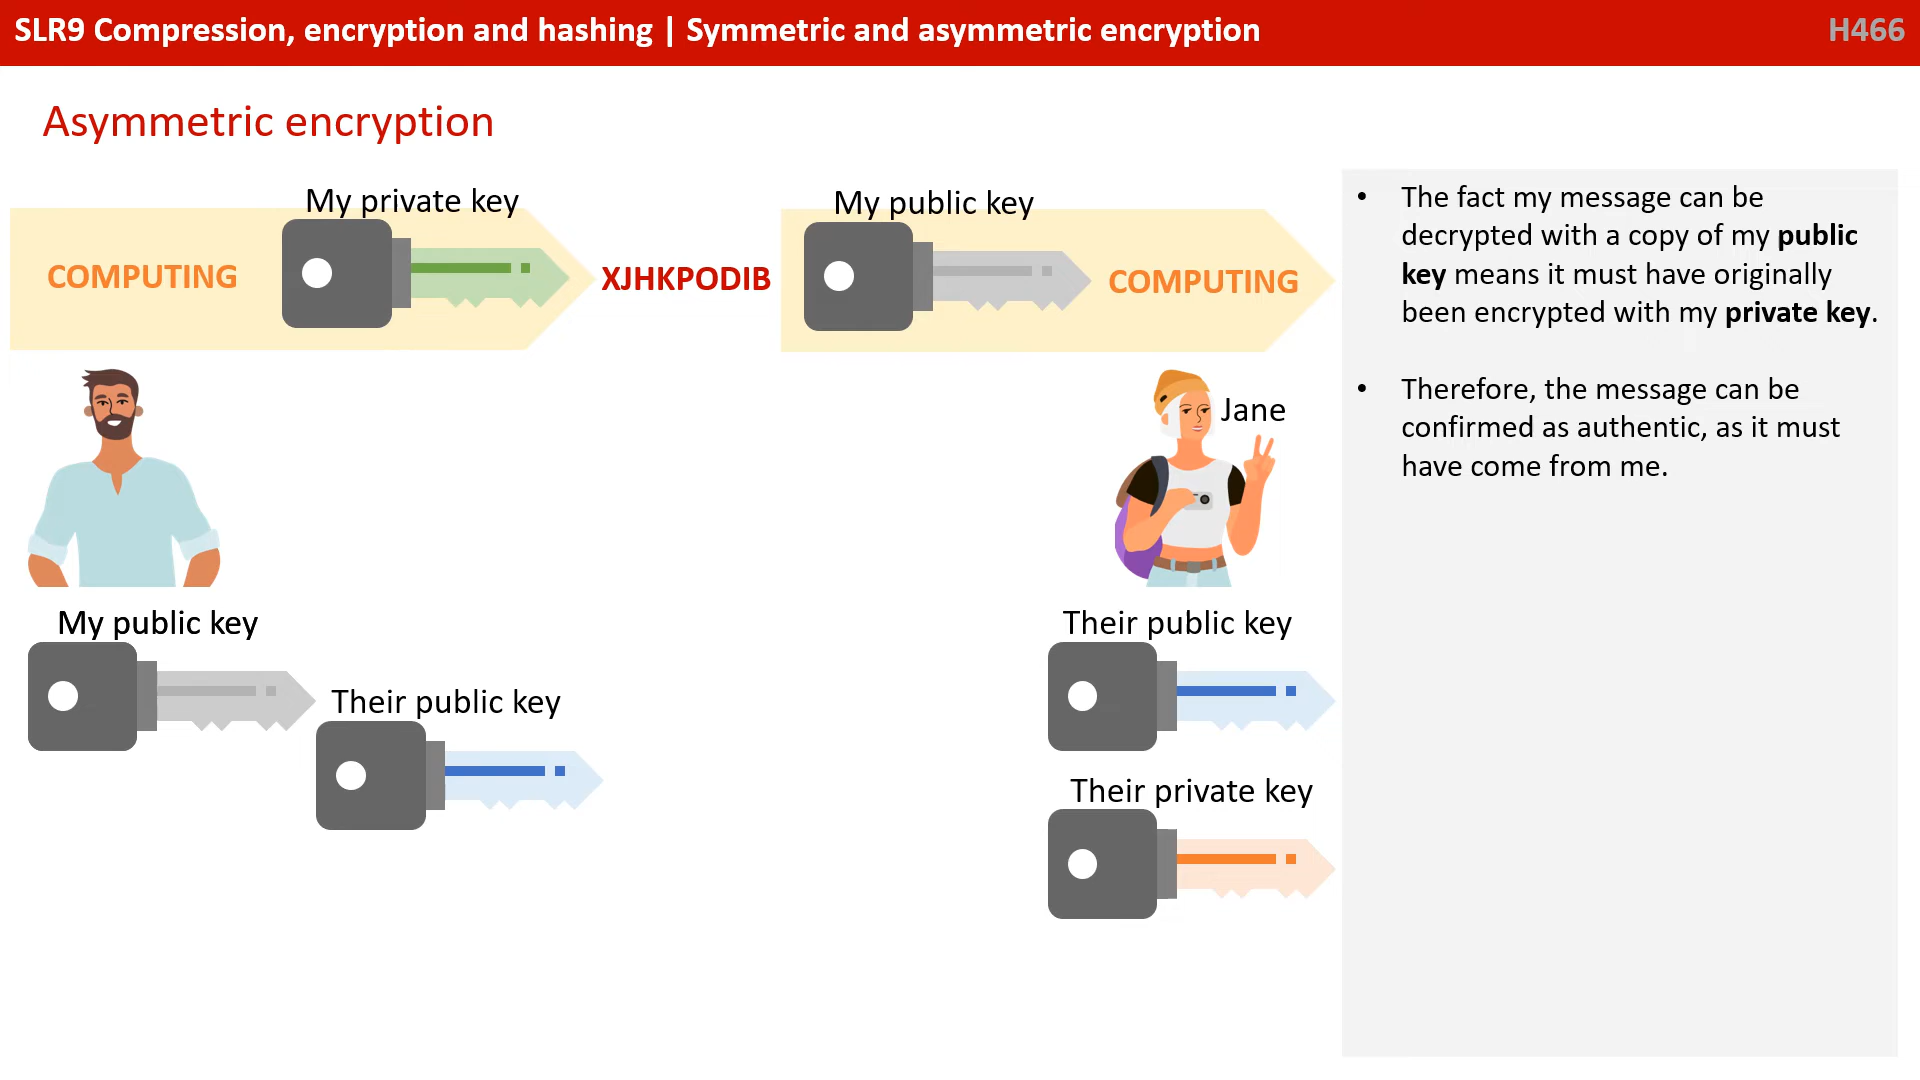 SLR9 Compression, encryption and hashing | Symmetric and asymmetric encryption
H466
Asymmetric encryption
My private key
My public key
COMPUTING
XJHKPODIB
COMPUTING
Jane
My public key
Their public key
Their public key
Their private key
• The fact my message can be
decrypted with a copy of my public
key means it must have originally
been encrypted with my private key.
• Therefore, the message can be
confirmed as authentic, as it must
have come from me.